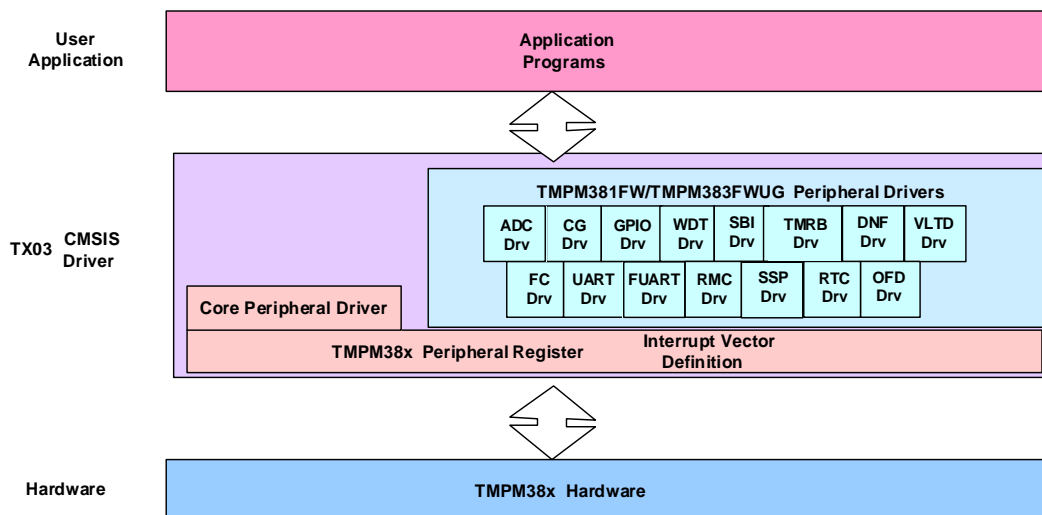 User
Application
Application
Programs
TMPM381FW/TMPM383FWUG Peripheral Drivers
ADC
Drv
CG
Drv
GPIO
Drv
WDT
Drv
SBI
Drv
TMRB
Drv
DNF
Drv
VLTD
Drv
TX03 CMSIS
Driver
FC
Drv
UART
Drv
FUART
Drv
RMC
Drv
SSP
Drv
RTC
Drv
OFD
Drv
Core Peripheral Driver
TMPM38x Peripheral Register
Interrupt Vector
Definition
Hardware
TMPM38x Hardware